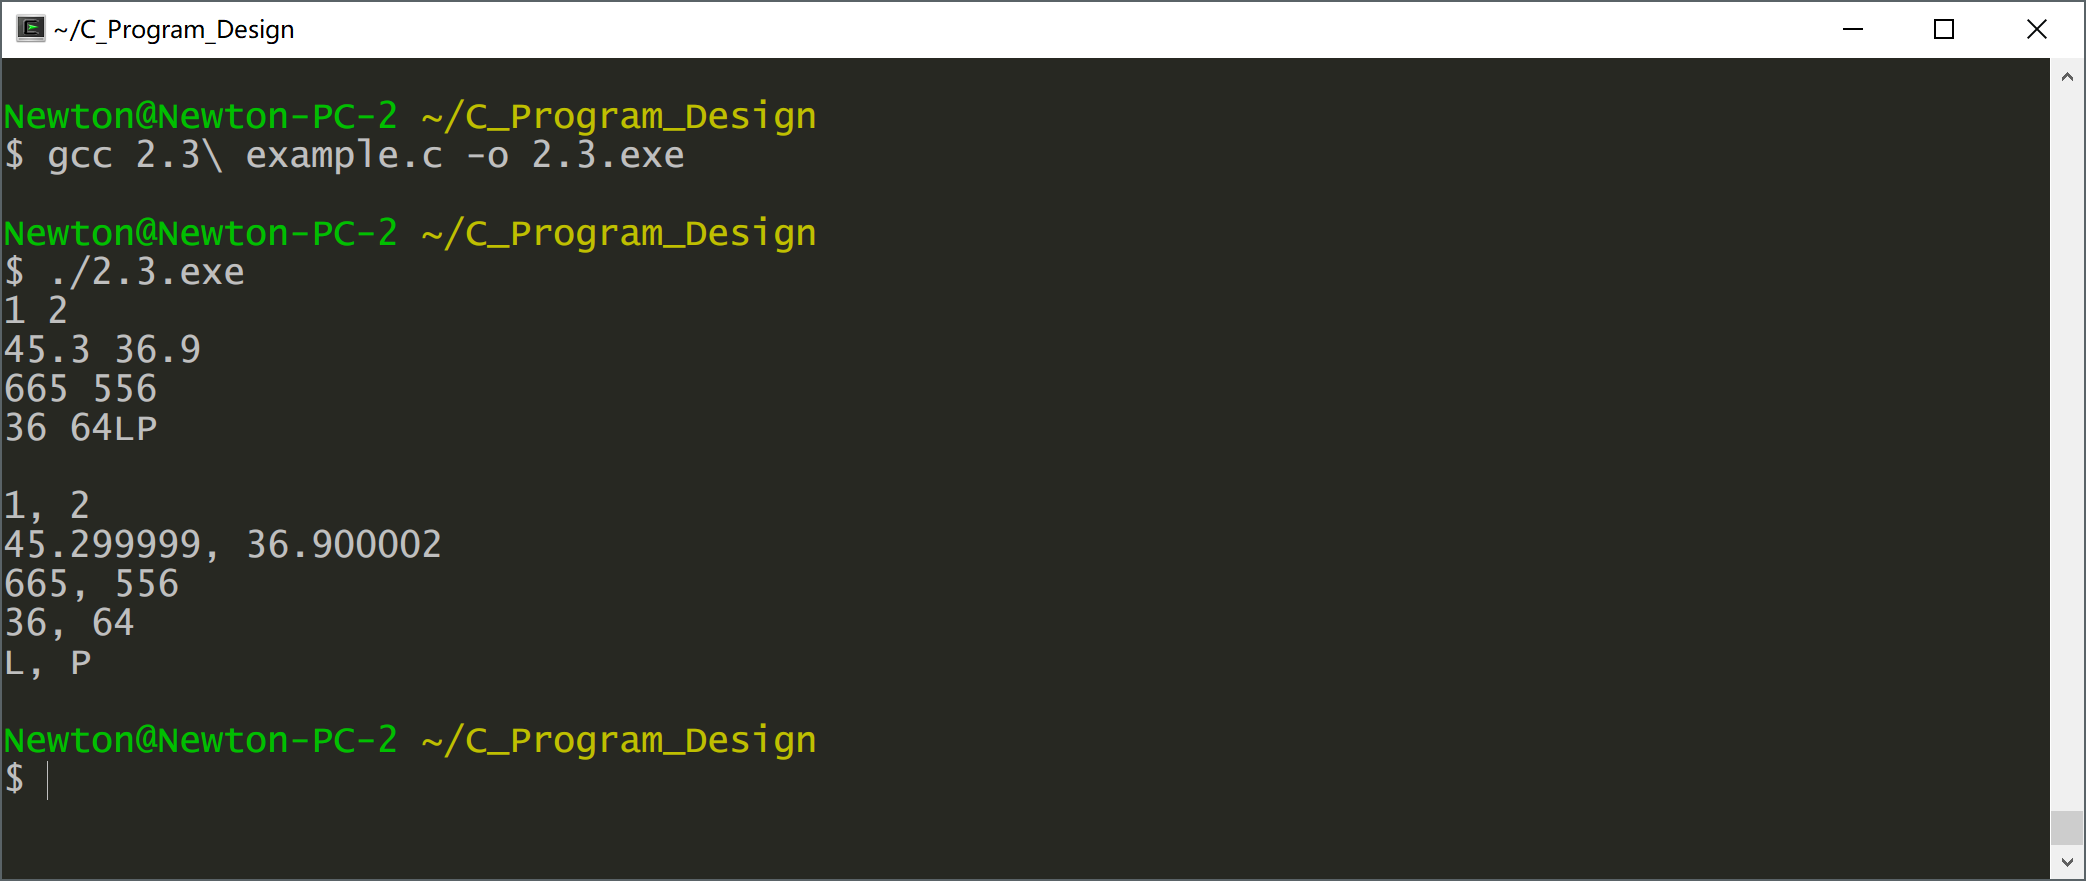 ~/C_Program_Design
Newton@Newton-PC-2 ~/C_Program_Design
$ gcc 2.3\ example.c -o 2.3.exe
Newton@Newton-PC-2 ~/C_Program_Design
$ ./2.3.exe
1 2
45.3 36.9
665 556
36 64LP
1, 2
45.299999, 36.900002
665, 556
36, 64
L, P
Newton@Newton-PC-2 ~/C_Program_Design
$